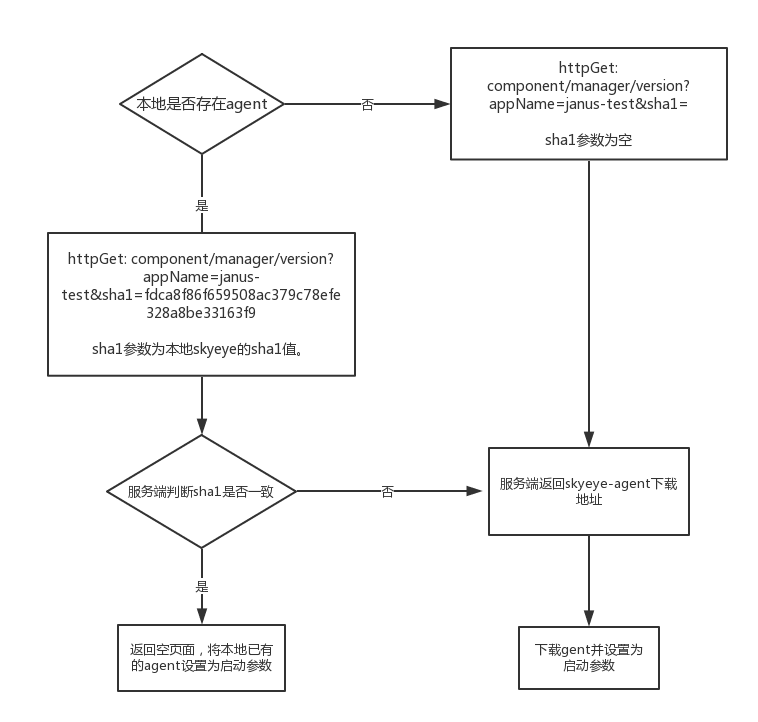 本地是否存在agent
否
httpGet:
component/manager/version?
appName=janus-test&sha1=
sha1参数为空
是
httpGet: component/manager/version?
appName=janus-
test&sha1=fdca8f86f659508ac379c78efe
328a8be33163f9
sha1参数为本地skyeye的sha1值。
服务端判断sha1是否一致
否
服务端返回skyeye-agent下载
地址
是
返回空页面，将本地已有
的agent设置为启动参数
下载gent并设置为
启动参数